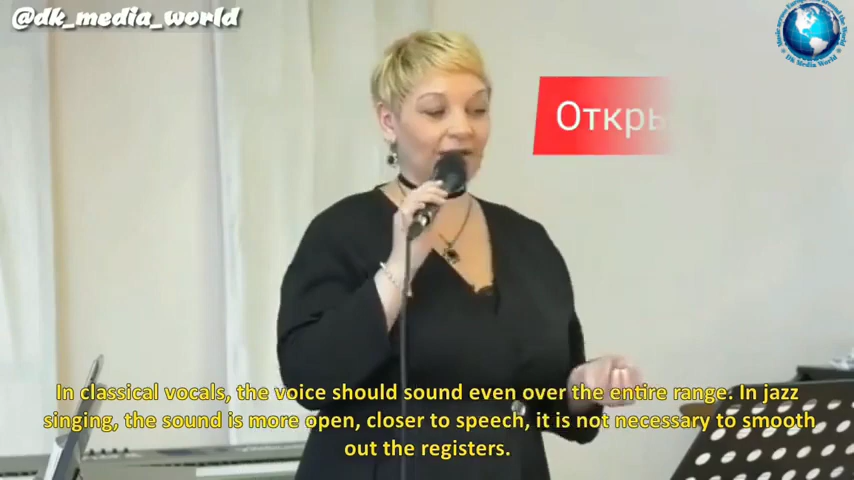 @dk_media_world
Откры
In classical vocals, the voice should sound even over the entire range. In jazz
singing, the sound is more open, closer to speech, it is not necessary to smooth
out the registers.